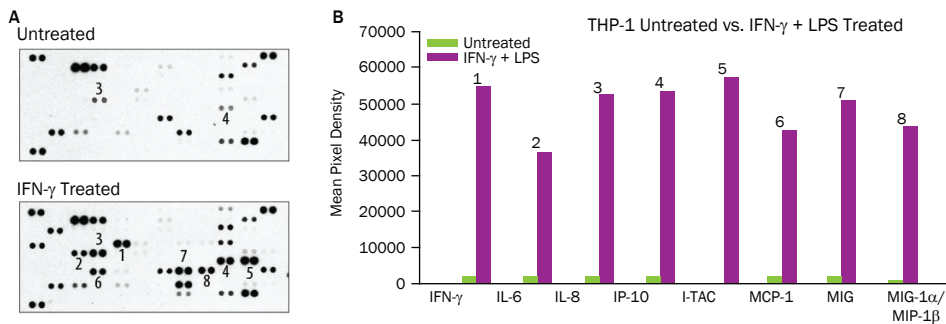 A
Untreated
3
4
IFN-γ Treated
3
1
2
7
4
5
6
8
B
THP-1 Untreated vs. IFN-γ + LPS Treated
Untreated
IFN-γ + LPS
Mean Pixel Density
70000
60000
50000
40000
30000
20000
10000
0
1
2
3
4
5
6
7
8
IFN-γ
IL-6
IL-8
IP-10
I-TAC
MCP-1
MIG
MIG-1α/
MIP-1β